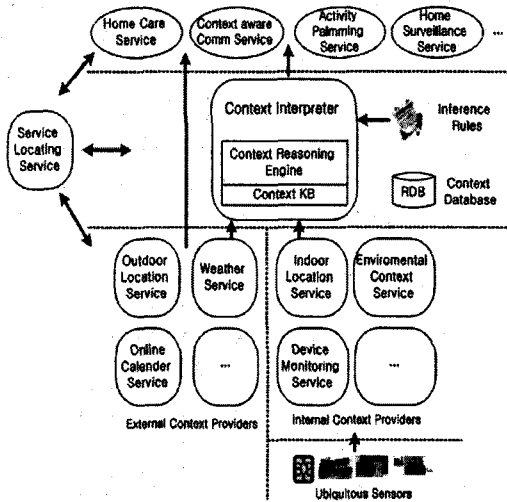 Home Care
Service
Context aware
Comm Service
Activity
Palmming
Service
Home
Surveillance
Service
...
Service
Locating
Service
Context Interprater
Context Reasoning
Engine
Context KB
Inference
Rules
RDB
Context
Database
Outdoor
Location
Service
Weather
Service
Indoor
Location
Service
Enviromental
Context
Service
Online
Calender
Service
...
Device
Monitoring
Service
...
External Context Providers
Internal Context Providers
Ubiquitous Sensors